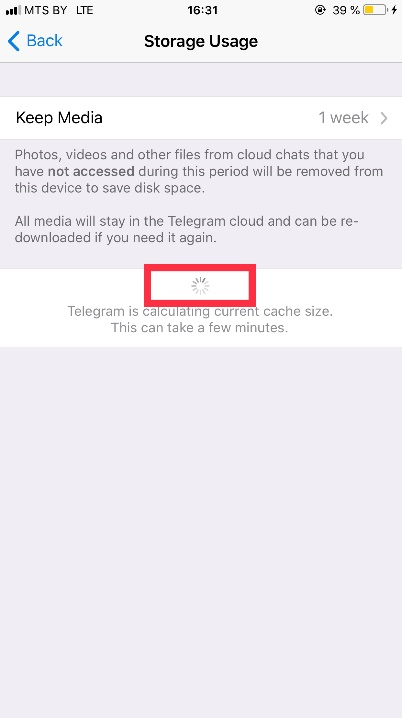 MTS BY LTE 16:31 39 %
Back Storage Usage
Keep Media 1 week
Photos, videos and other files from cloud chats that you
have not accessed during this period will be removed from
this device to save disk space.
All media will stay in the Telegram cloud and can be re-
downloaded if you need it again.
Telegram is calculating current cache size.
This can take a few minutes.